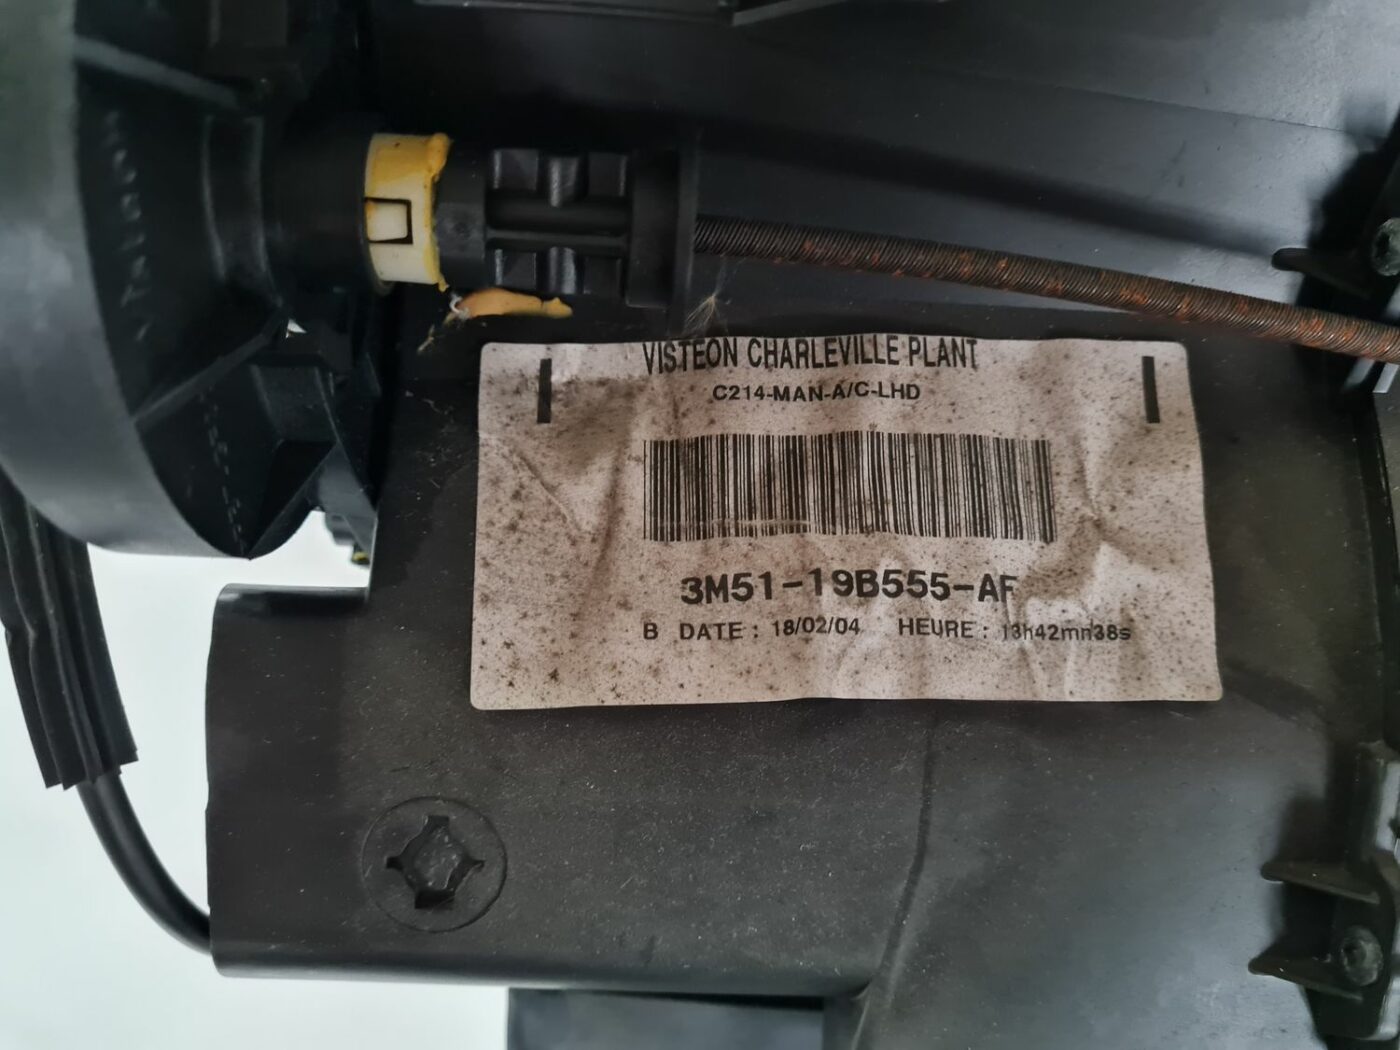 VISTEON CHARLEVILLE PLANT
C214-MAN-A/C-LHD
3M51-19B555-AF
B DATE : 18/02/04 HEURE : 13h42mn38s